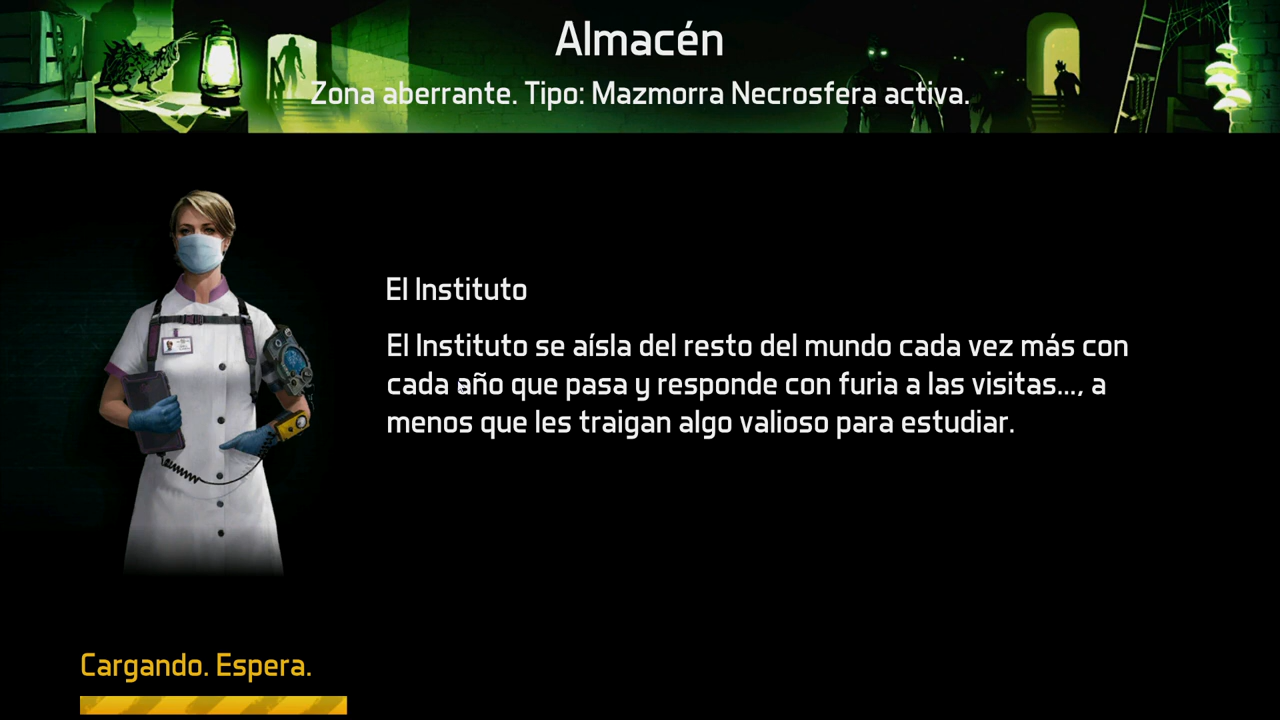 Almacén
Zona aberrante. Tipo: Mazmorra Necrosfera activa.
El Instituto
El Instituto se aísla del resto del mundo cada vez más con
cada año que pasa y responde con furia a las visitas..., a
menos que les traigan algo valioso para estudiar.
Cargando. Espera.